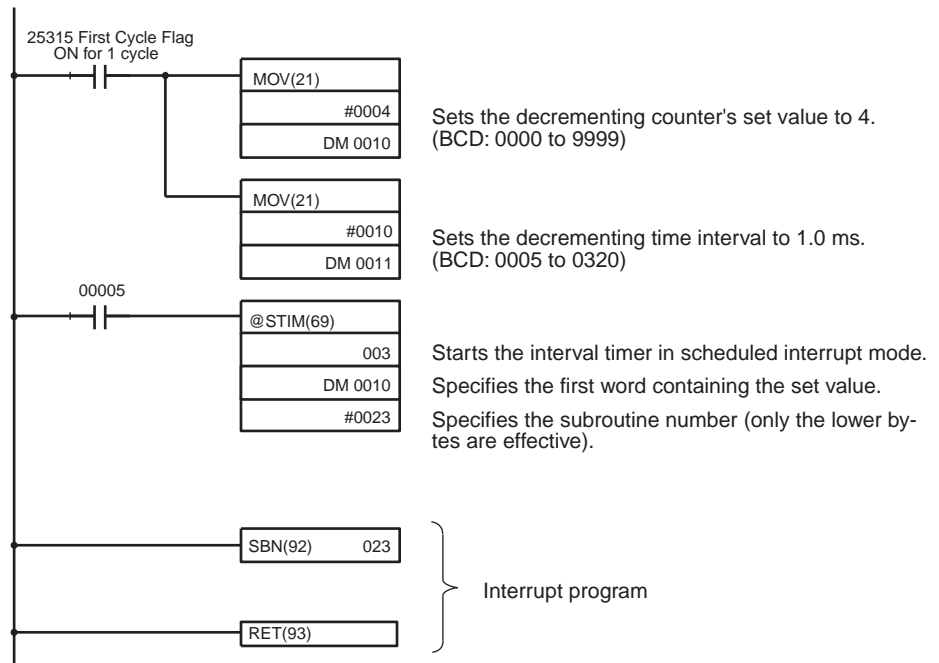 25315 First Cycle Flag
ON for 1 cycle
MOV(21)
#0004
DM 0010
Sets the decrementing counter's set value to 4.
(BCD: 0000 to 9999)
MOV(21)
#0010
DM 0011
Sets the decrementing time interval to 1.0 ms.
(BCD: 0005 to 0320)
00005
@STIM(69)
003
Starts the interval timer in scheduled interrupt mode.
DM 0010
Specifies the first word containing the set value.
#0023
Specifies the subroutine number (only the lower by-
tes are effective).
SBN(92) 023
Interrupt program
RET(93)